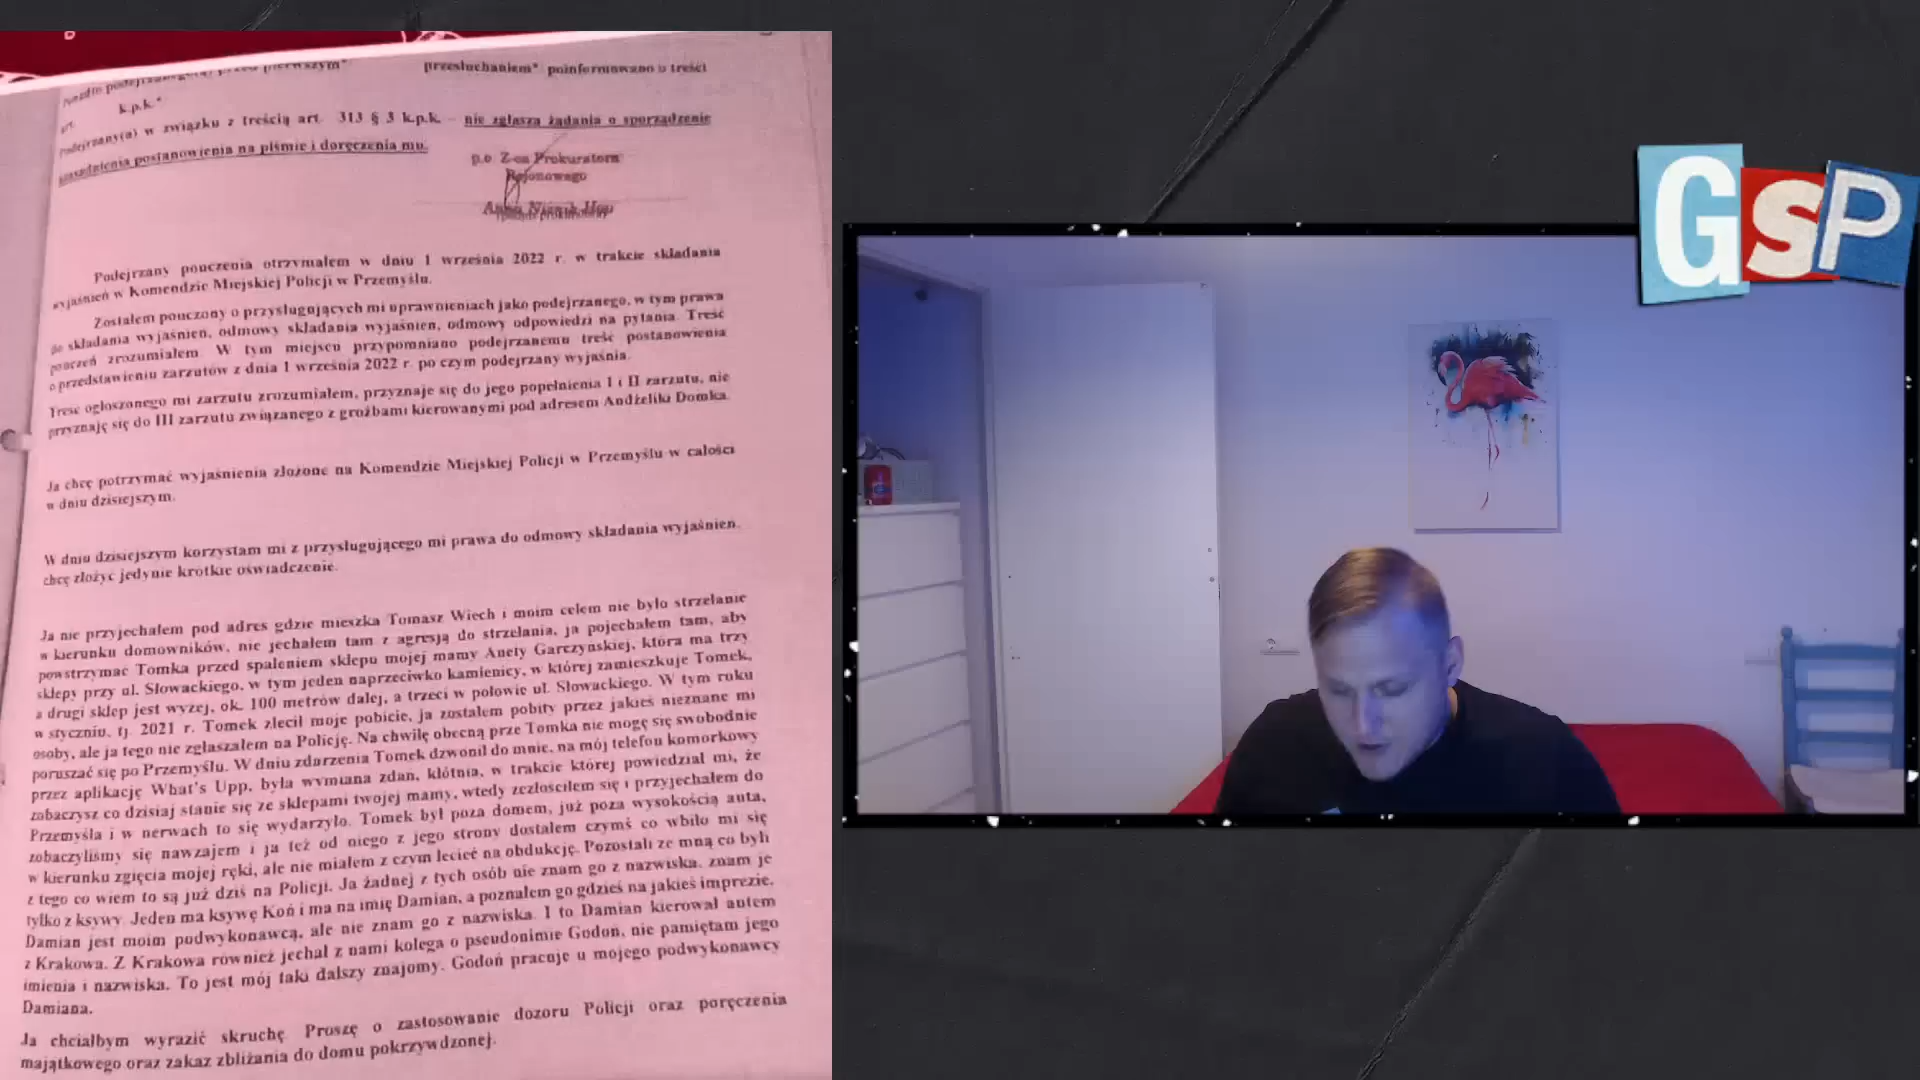 przesłuchaniem* poinformowano o treści
k.p.k.*
Podejrzany(a) w związku z treścią art. 313 § 3 k.p.k. – nie zgłasza żądania o sporządzenie
uzasadnienia postanowienia na piśmie i doręczenia mu.
p.o Z-ca Prokuratora
Rejonowego
Podejrzany pouczenia otrzymałem w dniu 1 września 2022 r. w trakcie składania
wyjaśnień w Komendzie Miejskiej Policji w Przemyślu.
Zostałem pouczony o przysługujących mi uprawnieniach jako podejrzanego, w tym prawa
do składania wyjaśnien, odmowy składania wyjaśnien, odmowy odpowiedzi na pytania. Treść
pouczeń zrozumiałem. W tym miejscu przypomniano podejrzanemu treść postanowienia
o przedstawieniu zarzutów z dnia 1 września 2022 r. po czym podejrzany wyjaśnia.
Treść ogłoszonego mi zarzutu zrozumiałem, przyznaje się do jego popełnienia I i II zarzutu, nie
przyznaję się do III zarzutu związanego z groźbami kierowanymi pod adresem Andżeliki Domka.
Ja chcę potrzymać wyjaśnienia złożone na Komendzie Miejskiej Policji w Przemyślu w całości
w dniu dzisiejszym.
W dniu dzisiejszym korzystam mi z przysługującego mi prawa do odmowy składania wyjaśnień.
chcę złożyć jedynie krótkie oświadczenie.
Ja nie przyjechałem pod adres gdzie mieszka Tomasz Wiech i moim celem nie było strzelanie
w kierunku domowników, nie jechałem tam z agresją do strzelania, ja pojechałem tam, aby
powstrzymać Tomka przed spaleniem sklepu mojej mamy Anety Garczyńskiej, która ma trzy
sklepy przy ul. Słowackiego, w tym jeden naprzeciwko kamienicy, w której zamieszkuje Tomek,
a drugi sklep jest wyżej, ok. 100 metrów dalej, a trzeci w połowie ul. Słowackiego. W tym roku
w styczniu, tj. 2021 r. Tomek zlecił moje pobicie, ja zostałem pobity przez jakieś nieznane mi
osoby, ale ja tego nie zgłaszałem na Policję. Na chwilę obecną prze Tomka nie mogę się swobodnie
poruszać się po Przemyślu. W dniu zdarzenia Tomek dzwonił do mnie, na mój telefon komorkowy
przez aplikację What's Upp, była wymiana zdan, kłótnia, w trakcie której powiedział mi, że
zobaczysz co dzisiaj stanie się ze sklepami twojej mamy, wtedy zezłościłem się i przyjechałem do
Przemyśla i w nerwach to się wydarzyło. Tomek był poza domem, już poza wysokością auta,
zobaczyliśmy się nawzajem i ja też od niego z jego strony dostałem czymś co wbiło mi się
w kierunku zgięcia mojej ręki, ale nie miałem z czym lecieć na obdukcję. Pozostali ze mną co byli
z tego co wiem to są już dziś na Policji. Ja żadnej z tych osób nie znam go z nazwiska, znam je
tylko z ksywy. Jeden ma ksywę Koń i ma na imię Damian, a poznałem go gdzieś na jakieś imprezie,
Damian jest moim podwykonawcą, ale nie znam go z nazwiska. I to Damian kierował autem
z Krakowa. Z Krakowa również jechał z nami kolega o pseudonimie Godoń, nie pamiętam jego
imienia i nazwiska. To jest mój taki dalszy znajomy. Godoń pracuje u mojego podwykonawcy
Damiana.
Ja chciałbym wyrazić skruchę. Proszę o zastosowanie dozoru Policji oraz poręczenia
majątkowego oraz zakaz zbliżania do domu pokrzywdzonej.
GSP